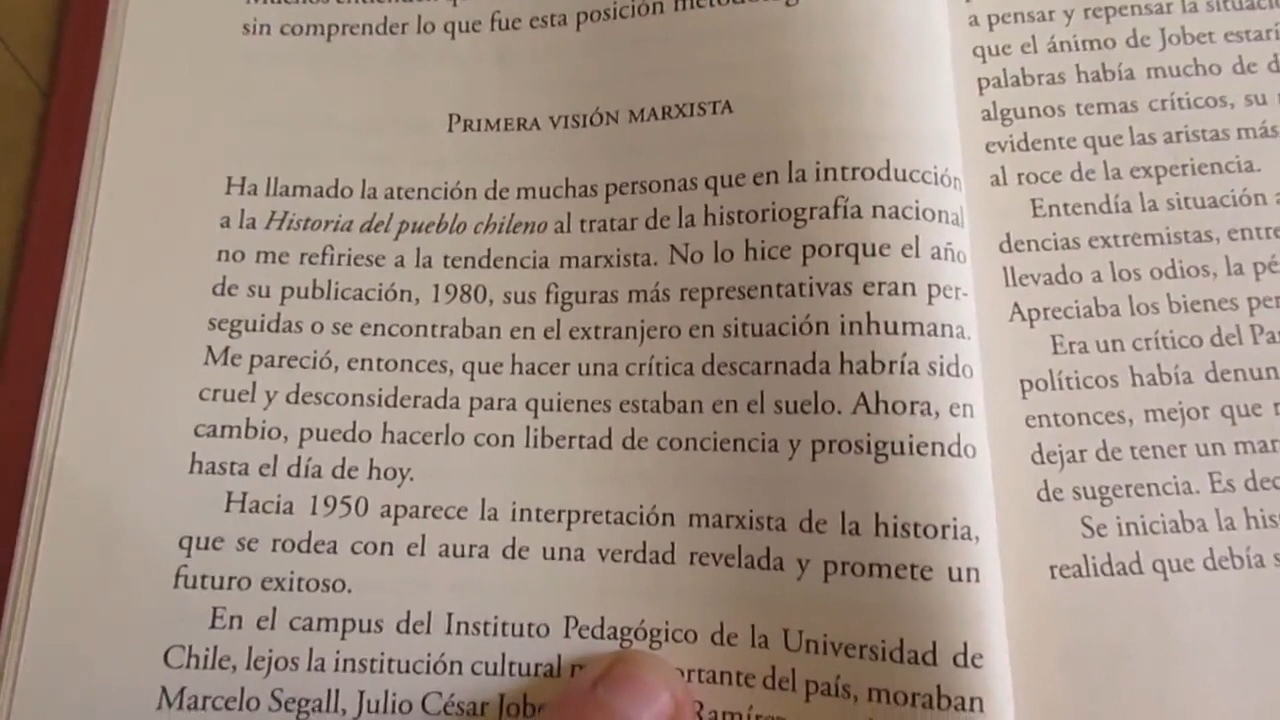 sin comprender lo que fue esta posición
PRIMERA VISIÓN MARXISTA
Ha llamado la atención de muchas personas que en la introducción
a la Historia del pueblo chileno al tratar de la historiografía nacional
no me refiriese a la tendencia marxista. No lo hice porque el año
de su publicación, 1980, sus figuras más representativas eran per-
seguidas o se encontraban en el extranjero en situación inhumana.
Me pareció, entonces, que hacer una crítica descarnada habría sido
cruel y desconsiderada para quienes estaban en el suelo. Ahora, en
cambio, puedo hacerlo con libertad de conciencia y prosiguiendo
hasta el día de hoy.
Hacia 1950 aparece la interpretación marxista de la historia,
que se rodea con el aura de una verdad revelada y promete un
futuro exitoso.
En el campus del Instituto Pedagógico de la Universidad de
Chile, lejos la institución cultural del país, moraban
Marcelo Segall, Julio César
a pensar y repensar la
que el ánimo de Jobet
palabras había mucho de
algunos temas críticos, su
evidente que las aristas más
al roce de la experiencia.
Entendía la situación
dencias extremistas,
llevado a los odios, la
Apreciaba los bienes
Era un crítico del
políticos había
entonces, mejor que
dejar de tener un
de sugerencia. Es
Se iniciaba la
realidad que debía